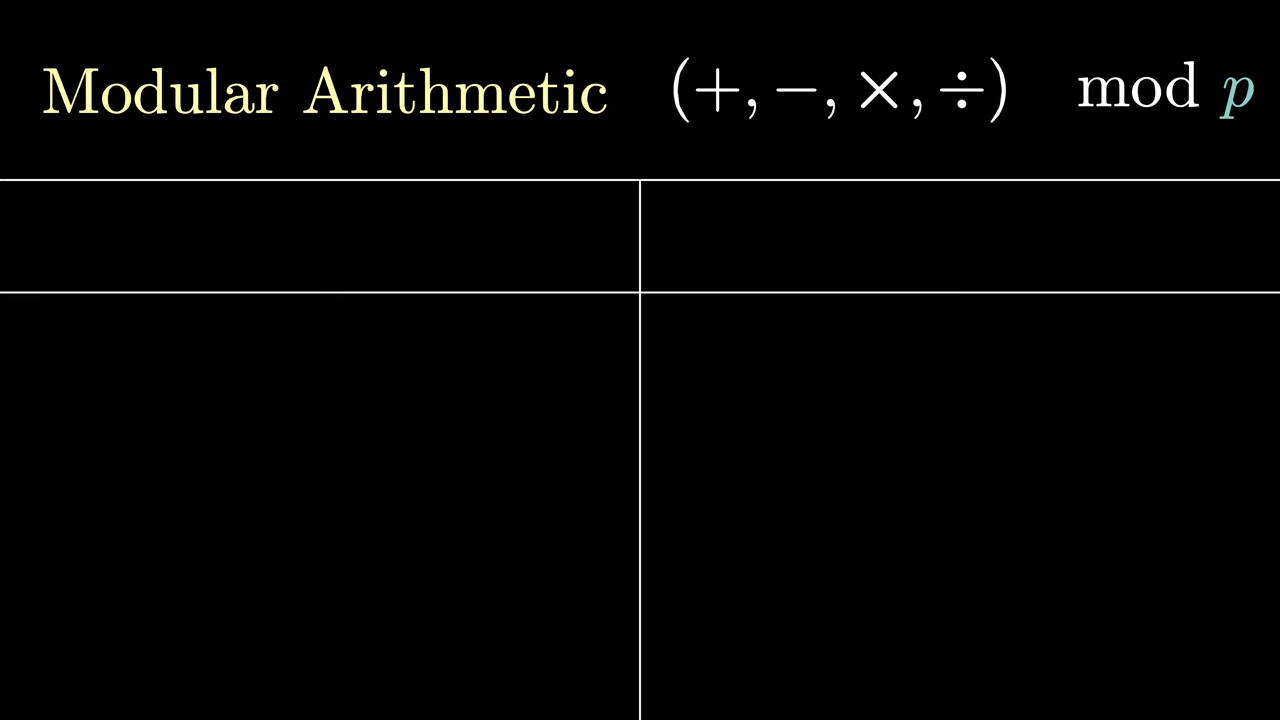 Modular Arithmetic (+, −, ×, ÷) mod p